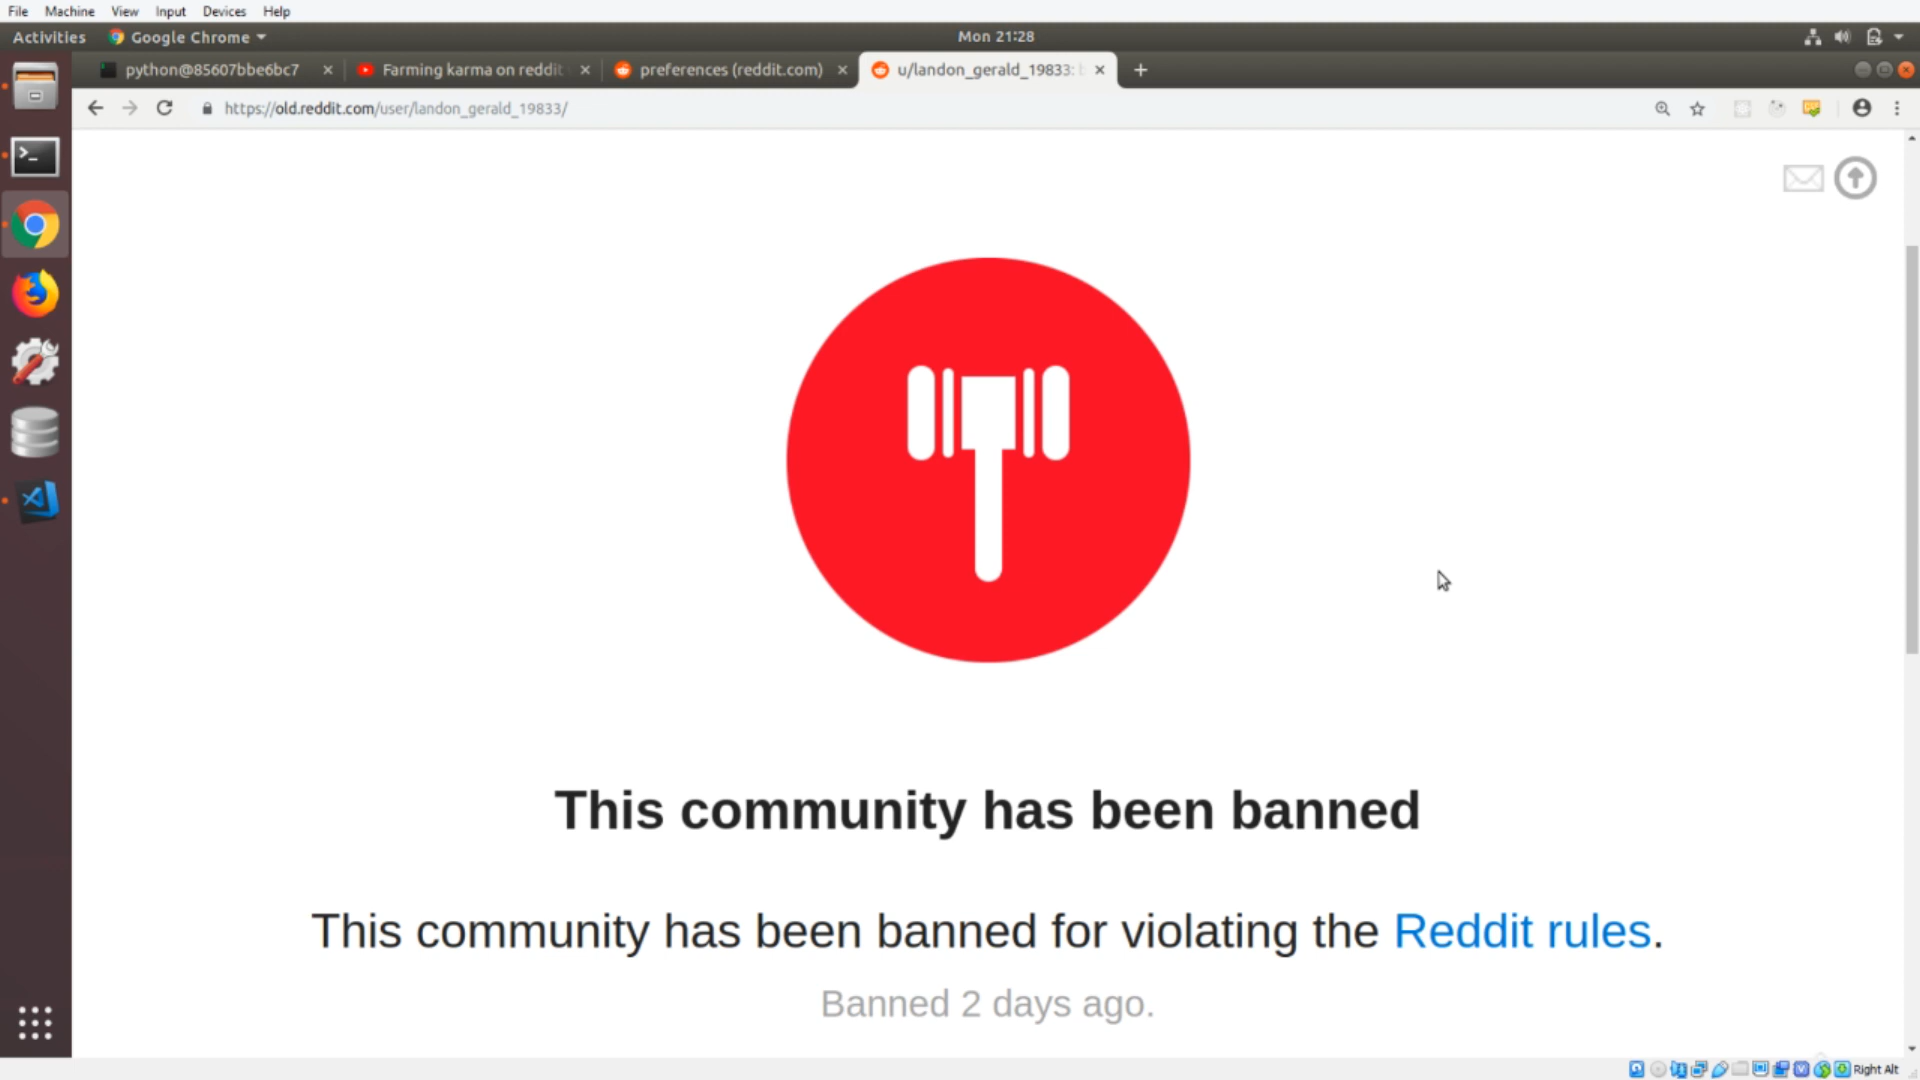 File Machine View Input Devices Help
Activities Google Chrome Mon 21:28
python@85607bbe6bc7 Farming karma on reddit preferences (reddit.com) u/landon_gerald_19833:
https://old.reddit.com/user/landon_gerald_19833/
This community has been banned
This community has been banned for violating the Reddit rules.
Banned 2 days ago.
Right Alt